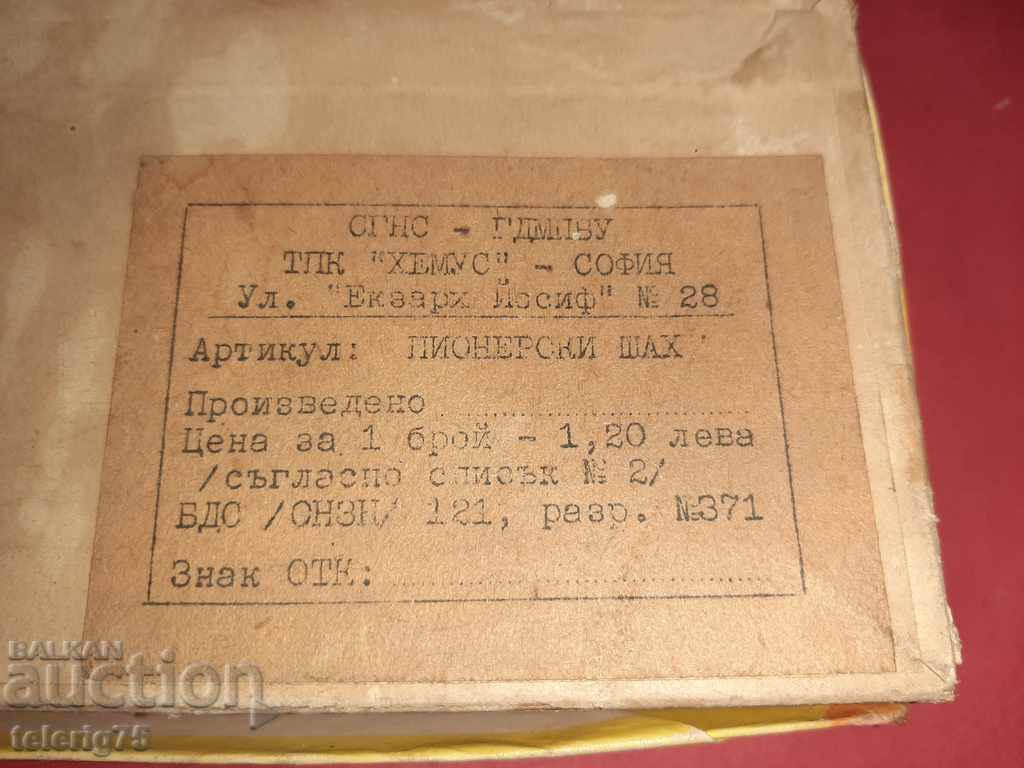 СГНС - ГДМПВУ
ТПК "ХЕМУС" - СОФИЯ
Ул. "Екзарх Йосиф" № 28
Артикул: ПИОНЕРСКИ ШАХ
Произведено
Цена за 1 брой - 1,20 лева
/съгласно списък № 2/
БДС /ОНЗН/ 121, разр. №371
Знак ОТК:
BALKAN
auction
telerig75